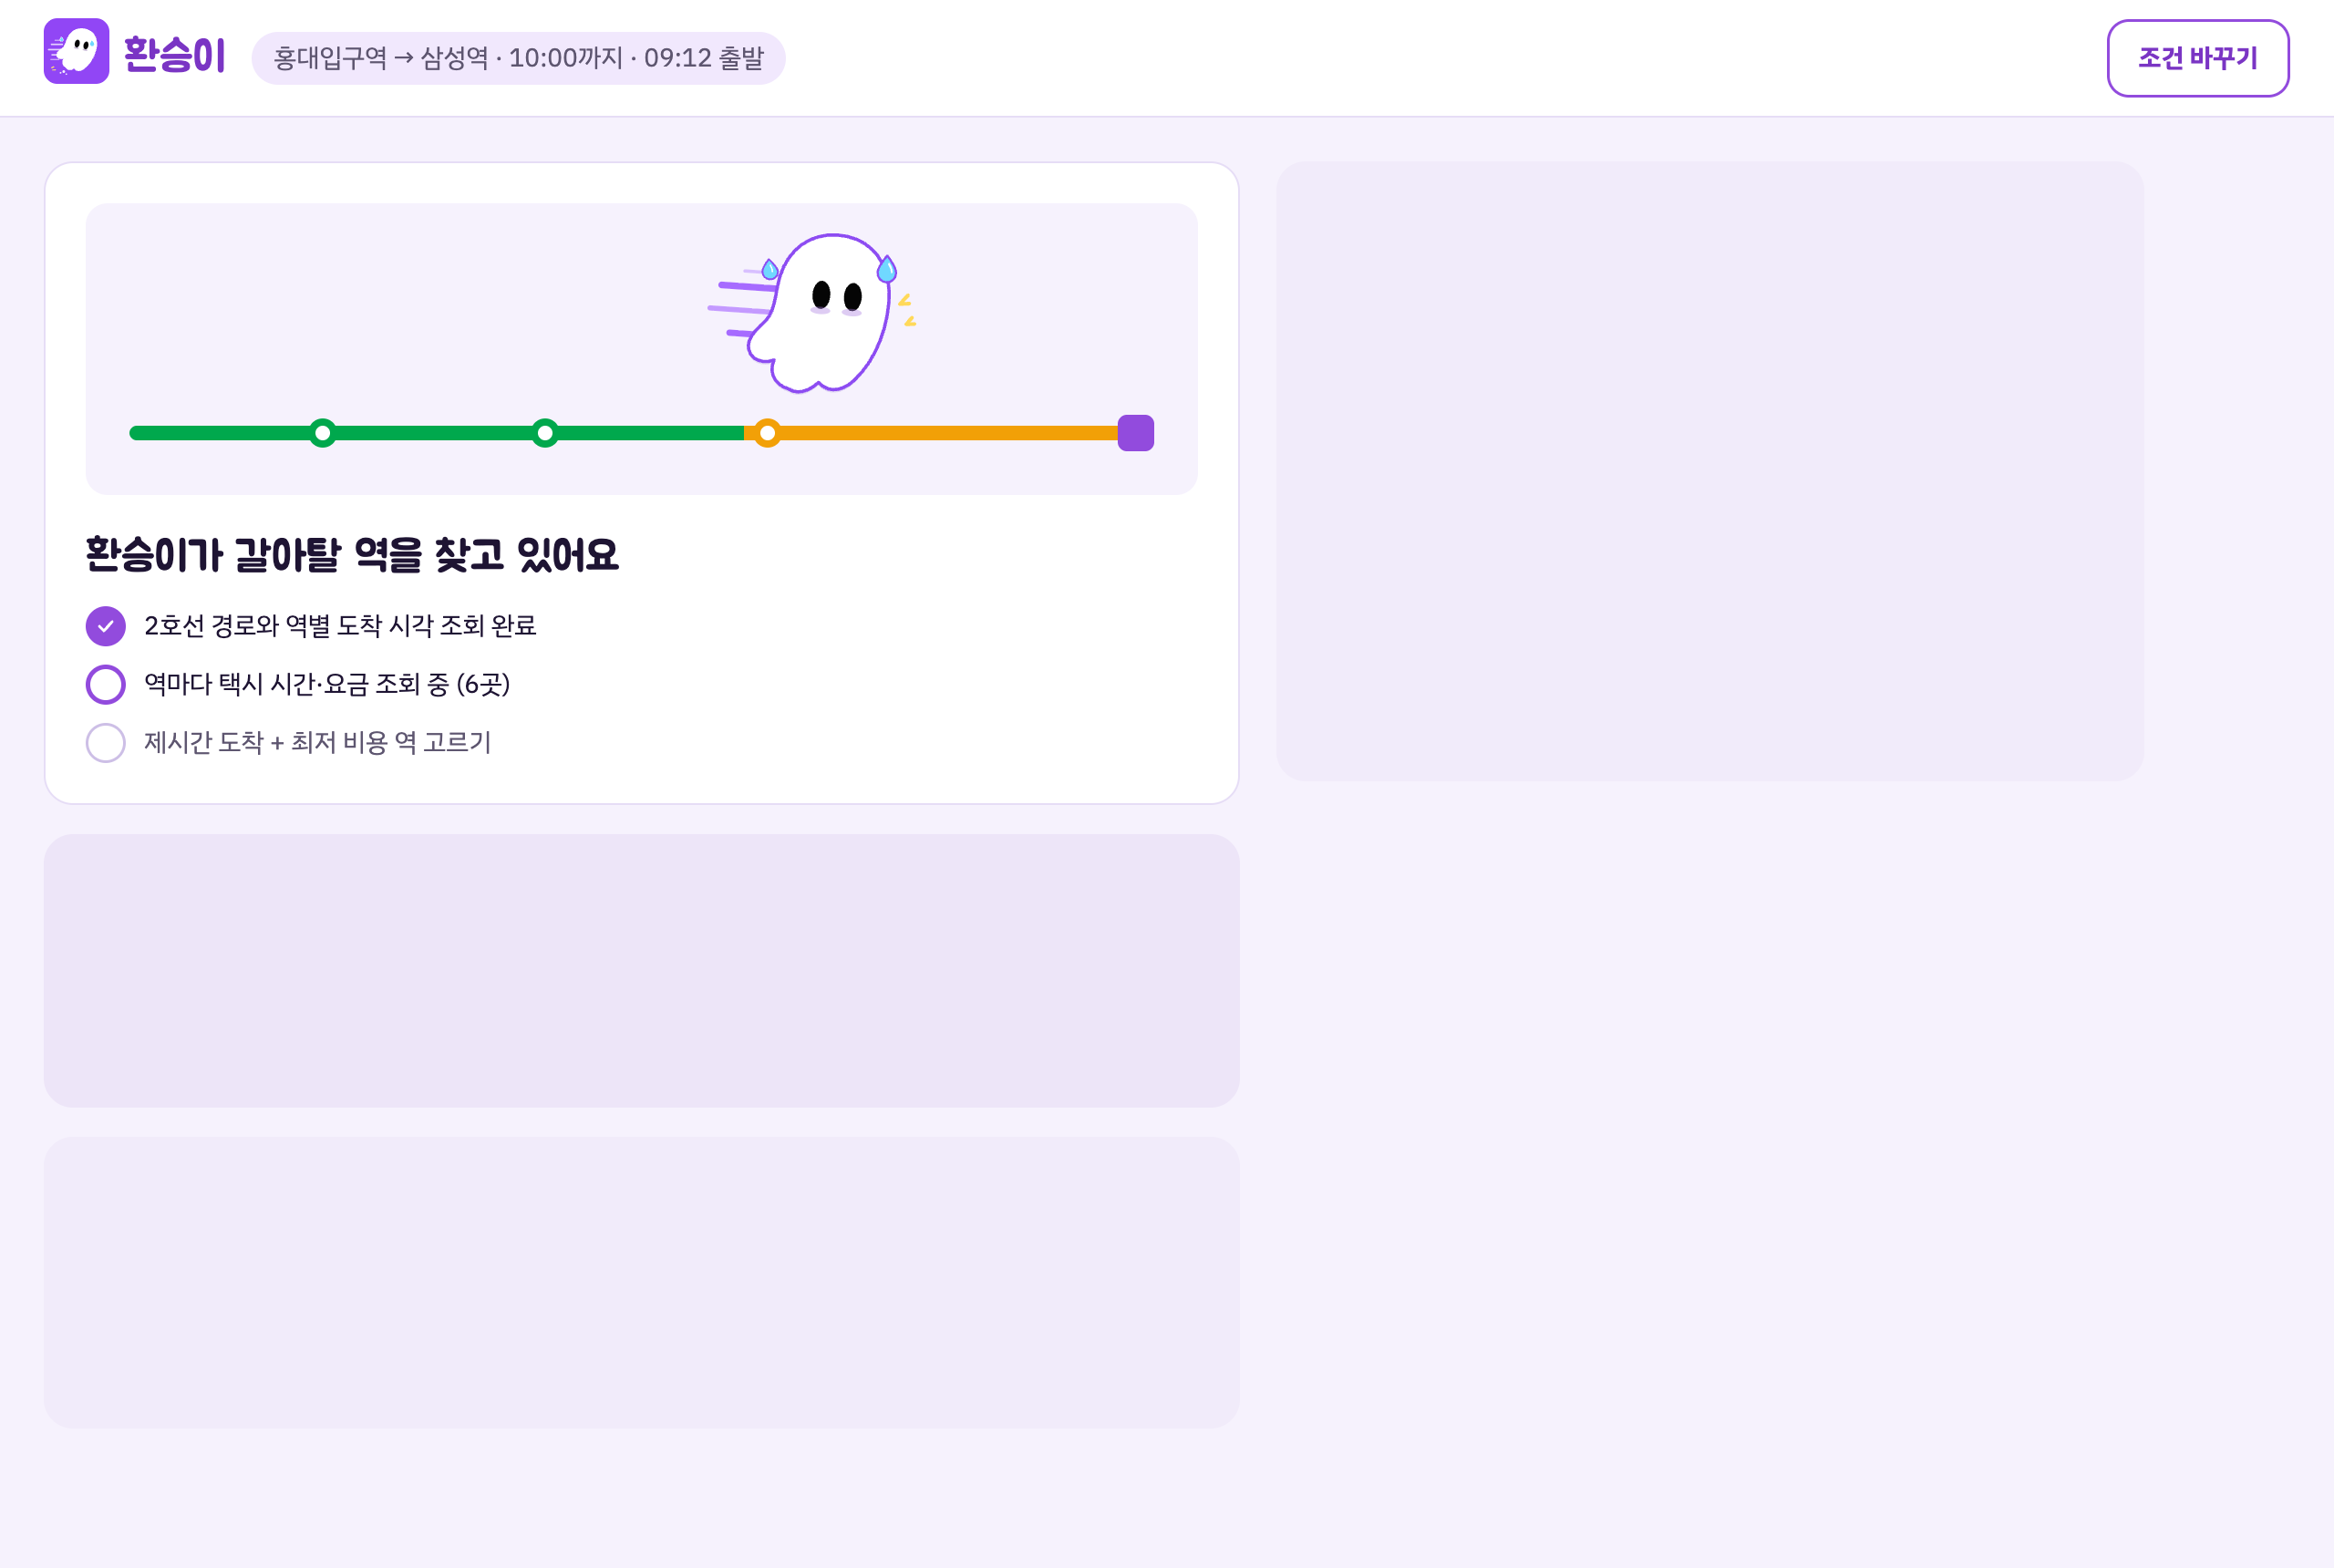 환승이
홍대입구역 → 삼성역 · 10:00까지 · 09:12 출발
조건 바꾸기
환승이가 갈아탈 역을 찾고 있어요
2호선 경로와 역별 도착 시각 조회 완료
역마다 택시 시간·요금 조회 중 (6곳)
제시간 도착 + 최저 비용 역 고르기